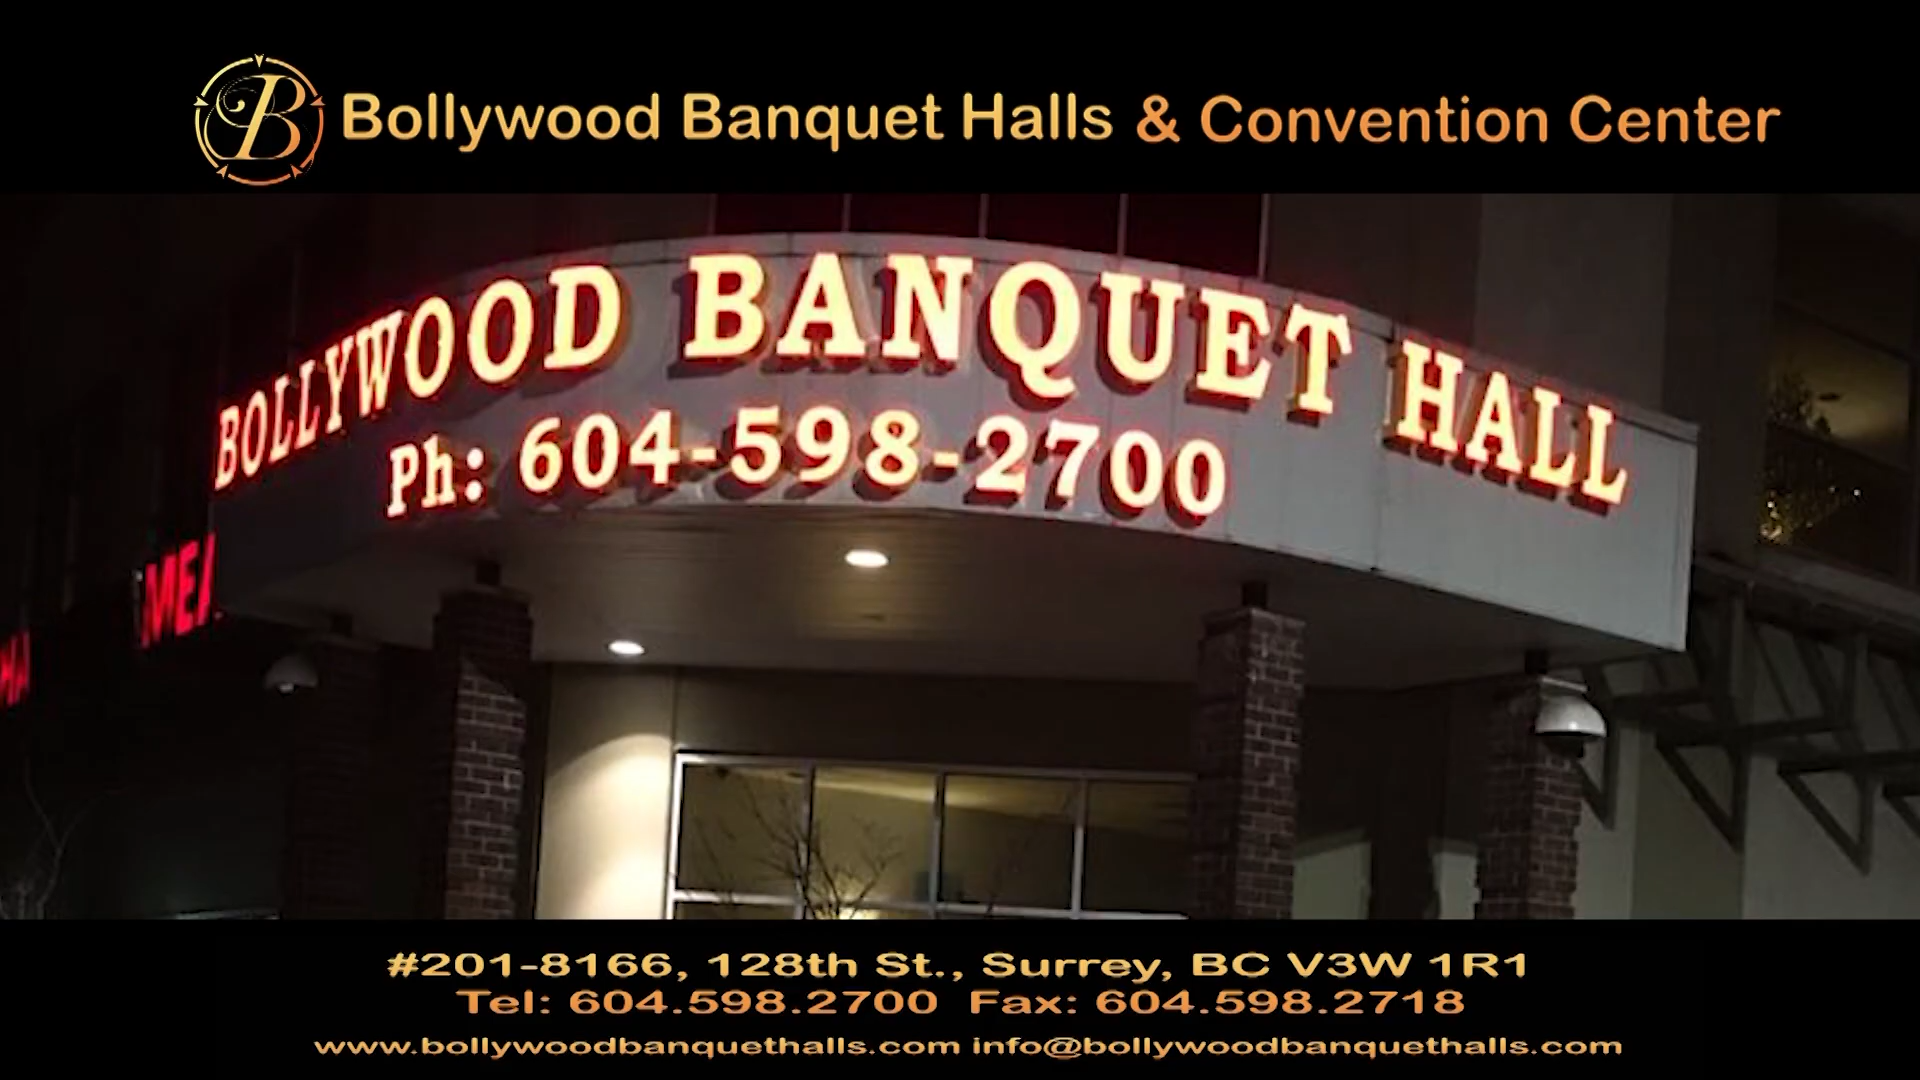 B Bollywood Banquet Halls & Convention Center
BOLLYWOOD BANQUET HALL
Ph: 604-598-2700
#201-8166, 128th St., Surrey, BC V3W 1R1
Tel: 604.598.2700 Fax: 604.598.2718
www.bollywoodbanquethalls.com info@bollywoodbanquethalls.com